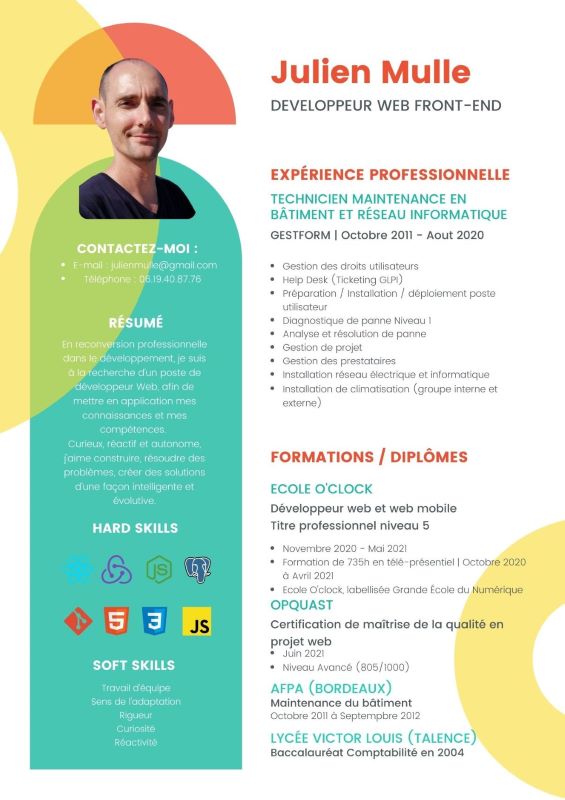 Julien Mulle
DEVELOPPEUR WEB FRONT-END
CONTACTEZ-MOI :
• E-mail : julienmulle@gmail.com
• Téléphone : 06.19.40.87.76
RÉSUMÉ
En reconversion professionnelle
dans le développement, je suis
à la recherche d'un poste de
développeur Web, afin de
mettre en application mes
connaissances et mes
compétences.
Curieux, réactif et autonome,
j'aime construire, résoudre des
problèmes, créer des solutions
d'une façon intelligente et
évolutive.
HARD SKILLS
JS
5
3
JS
SOFT SKILLS
Travail d'équipe
Sens de l'adaptation
Rigueur
Curiosité
Réactivité
EXPÉRIENCE PROFESSIONNELLE
TECHNICIEN MAINTENANCE EN
BÂTIMENT ET RÉSEAU INFORMATIQUE
GESTFORM | Octobre 2011 - Aout 2020
• Gestion des droits utilisateurs
• Help Desk (Ticketing GLPI)
• Préparation / Installation / déploiement poste
utilisateur
• Diagnostique de panne Niveau 1
• Analyse et résolution de panne
• Gestion de projet
• Gestion des prestataires
• Installation réseau électrique et informatique
• Installation de climatisation (groupe interne et
externe)
FORMATIONS / DIPLÔMES
ECOLE O'CLOCK
Développeur web et web mobile
Titre professionnel niveau 5
• Novembre 2020 - Mai 2021
• Formation de 735h en télé-présentiel | Octobre 2020
à Avril 2021
• Ecole O'clock, labellisée Grande École du Numérique
OPQUAST
Certification de maîtrise de la qualité en
projet web
• Juin 2021
• Niveau Avancé (805/1000)
AFPA (BORDEAUX)
Maintenance du bâtiment
Octobre 2011 à Septempbre 2012
LYCÉE VICTOR LOUIS (TALENCE)
Baccalauréat Comptabilité en 2004